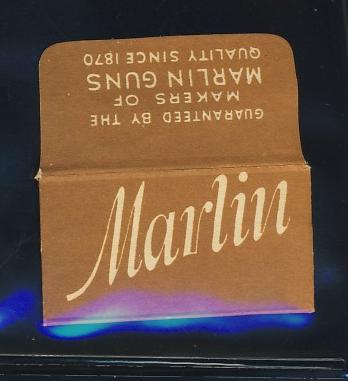 GUARANTEED BY THE
MAKERS OF
MARLIN GUNS
QUALITY SINCE 1870
Marlin